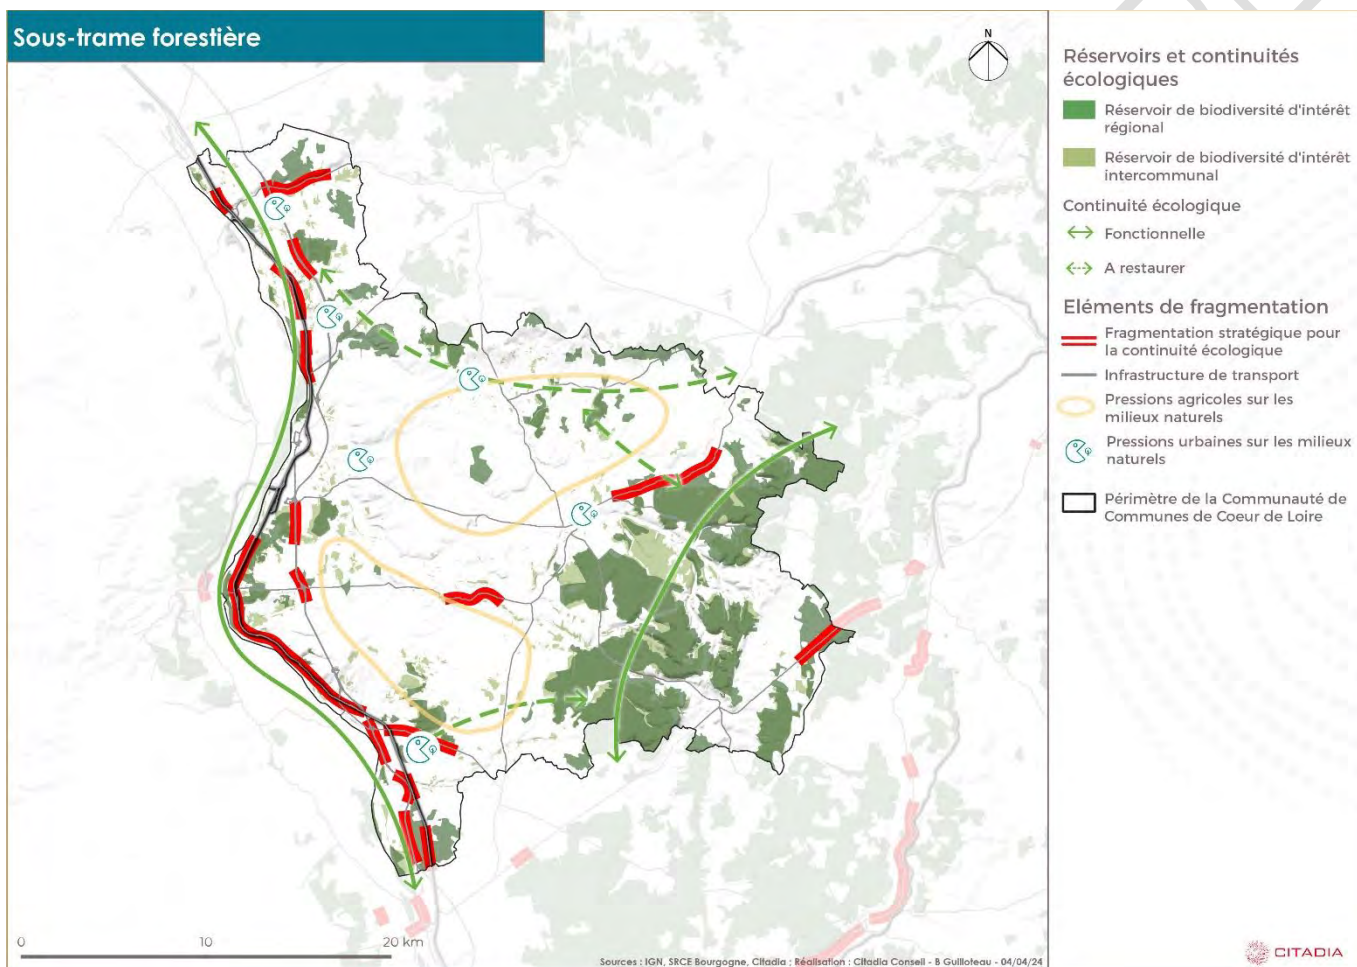 Sous-trame forestière
N
Réservoirs et continuités
écologiques
Réservoir de biodiversité d'intérêt
régional
Réservoir de biodiversité d'intérêt
intercommunal
Continuité écologique
Fonctionnelle
A restaurer
Eléments de fragmentation
Fragmentation stratégique pour
la continuité écologique
Infrastructure de transport
Pressions agricoles sur les
milieux naturels
Pressions urbaines sur les milieux
naturels
Périmètre de la Communauté de
Communes de Coeur de Loire
0 10 20 km
Sources : IGN, SRCE Bourgogne, Citadia ; Réalisation : Citadia Conseil - B Guilloteau - 04/04/24
CITADIA